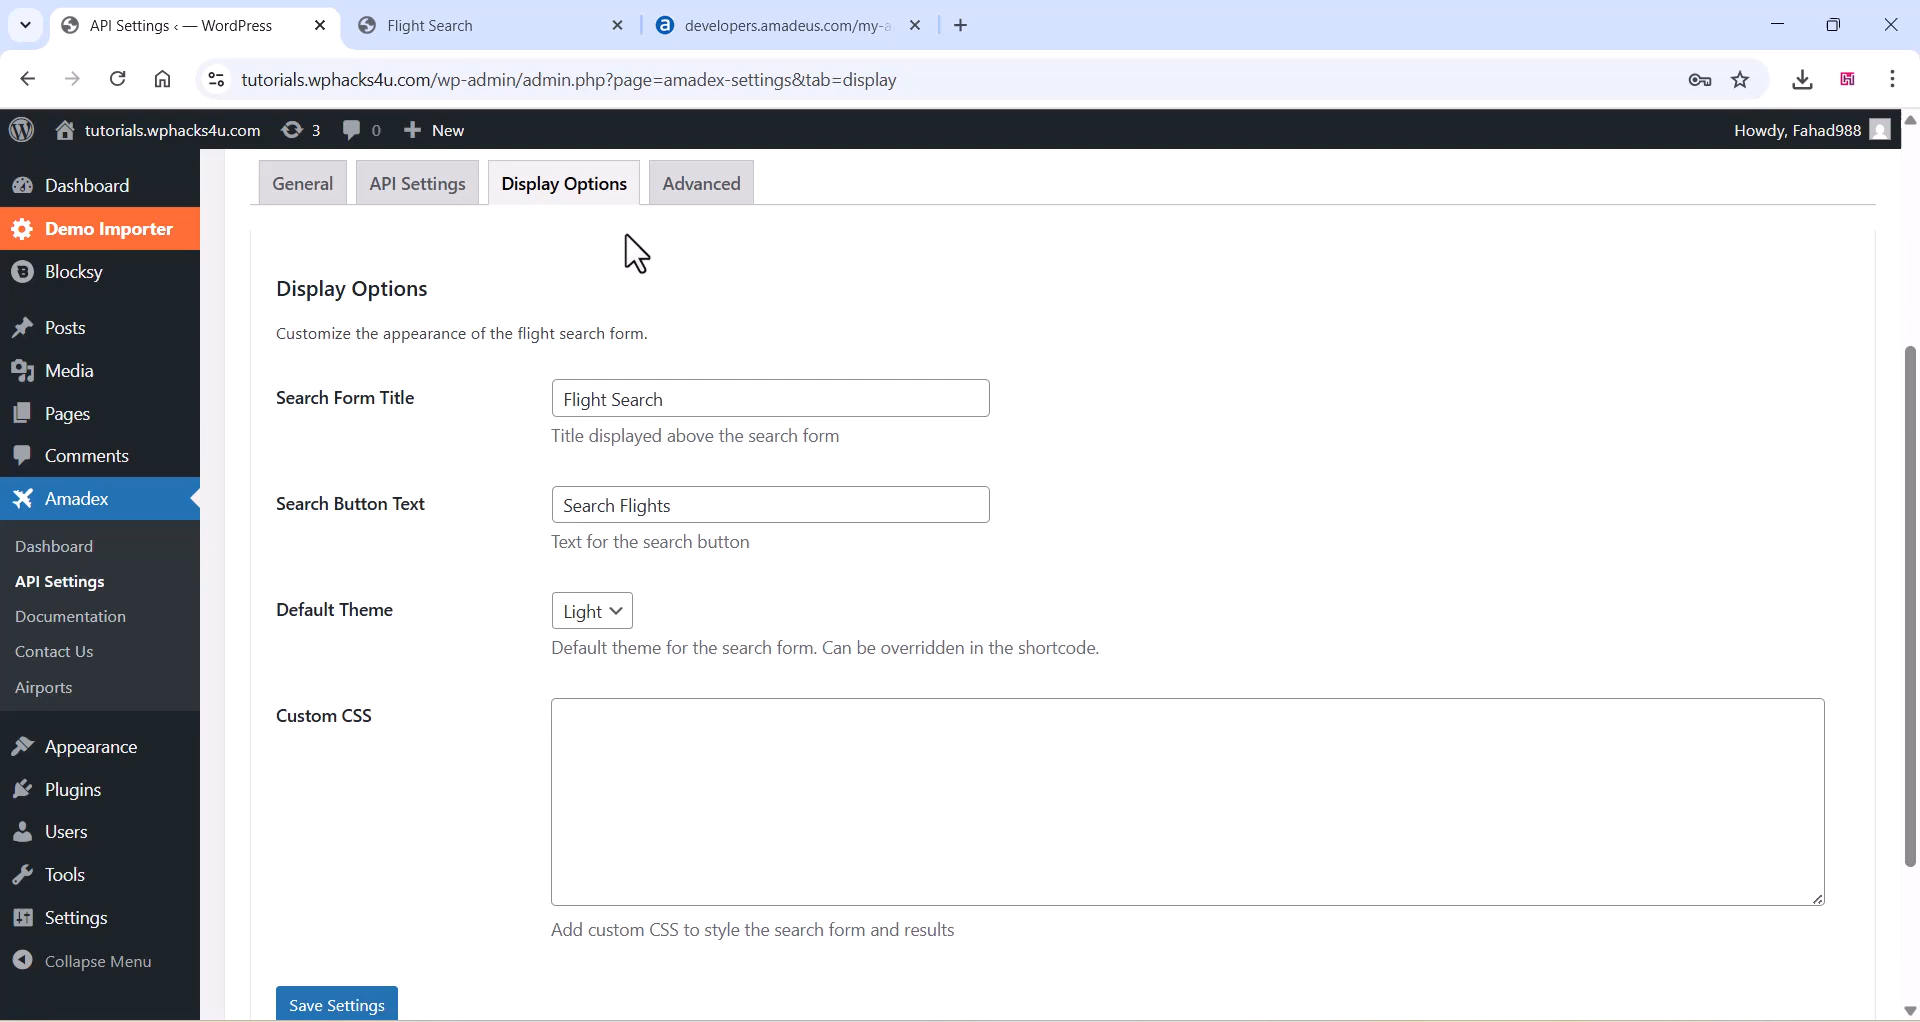 API Settings ‹ — WordPress
Flight Search
developers.amadeus.com/my-a
tutorials.wphacks4u.com/wp-admin/admin.php?page=amadex-settings&tab=display
tutorials.wphacks4u.com
3
0
New
Howdy, Fahad988
Dashboard
Demo Importer
Blocksy
Posts
Media
Pages
Comments
Amadex
Dashboard
API Settings
Documentation
Contact Us
Airports
Appearance
Plugins
Users
Tools
Settings
Collapse Menu
General
API Settings
Display Options
Advanced
Display Options
Customize the appearance of the flight search form.
Search Form Title
Flight Search
Title displayed above the search form
Search Button Text
Search Flights
Text for the search button
Default Theme
Light
Default theme for the search form. Can be overridden in the shortcode.
Custom CSS
Add custom CSS to style the search form and results
Save Settings